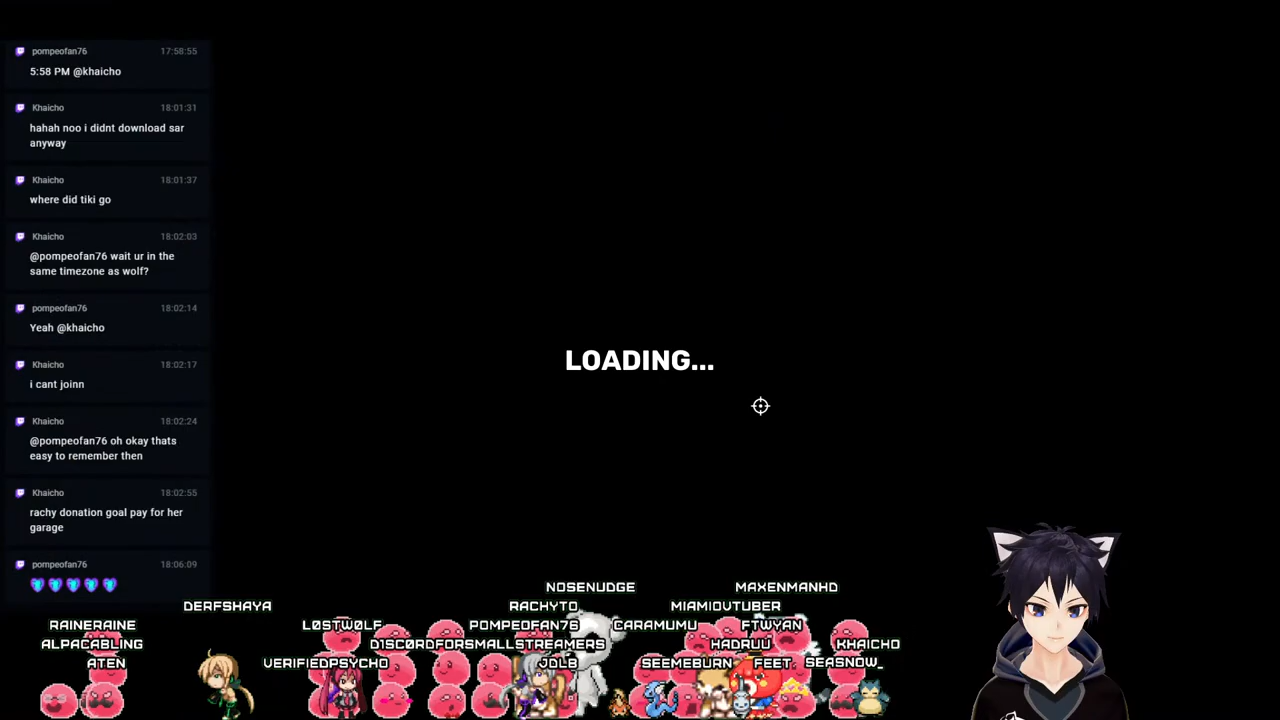 pompeofan76 17:58:55
5:58 PM @khaicho
Khaicho 18:01:31
hahah noo i didnt download sar
anyway
Khaicho 18:01:37
where did tiki go
Khaicho 18:02:03
@pompeofan76 wait ur in the
same timezone as wolf?
pompeofan76 18:02:14
Yeah @khaicho
Khaicho 18:02:17
i cant joinn
Khaicho 18:02:24
@pompeofan76 oh okay thats
easy to remember then
Khaicho 18:02:55
rachy donation goal pay for her
garage
pompeofan76 18:06:09
LOADING...
NOSENUDGE MAXENMANHD
DERFSHAYA RACHYTO MIAMIOVTUBER
RAINERAINE LØSTWØLF POMPEOFAN76 CARAMUMU FTWYAN
ALPACABLING D1SCØRDFØRSMALLSTREAMERS HADRUU KHAICHO
ATEN VERIFIEDPSYCHO JDLB SEEMEBURN FEET. SEASNOW_